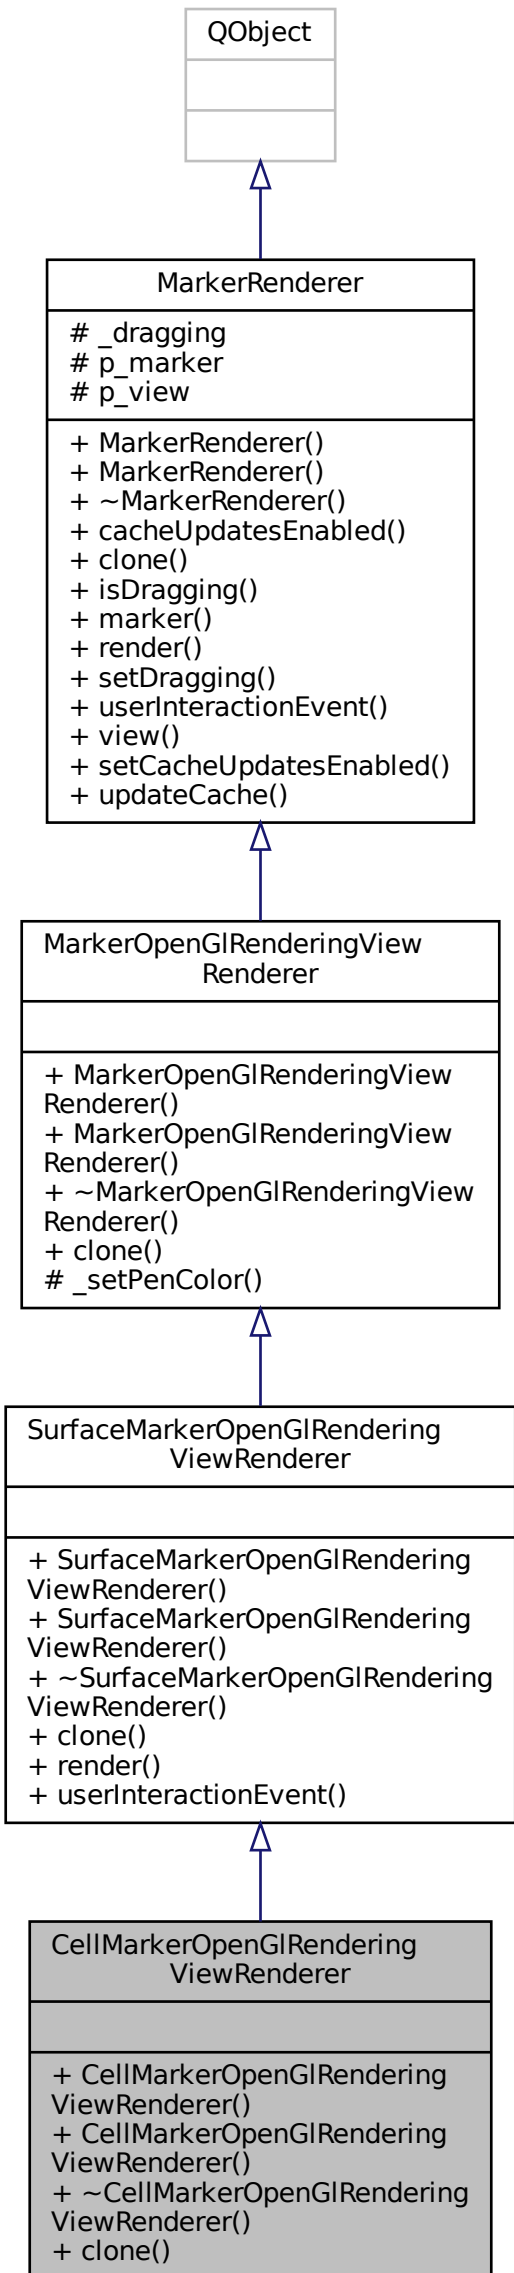 QObject
MarkerRenderer
# _dragging
# p_marker
# p_view
+ MarkerRenderer()
+ MarkerRenderer()
+ ~MarkerRenderer()
+ cacheUpdatesEnabled()
+ clone()
+ isDragging()
+ marker()
+ render()
+ setDragging()
+ userInteractionEvent()
+ view()
+ setCacheUpdatesEnabled()
+ updateCache()
MarkerOpenGlRenderingView
Renderer
+ MarkerOpenGlRenderingView
Renderer()
+ MarkerOpenGlRenderingView
Renderer()
+ ~MarkerOpenGlRenderingView
Renderer()
+ clone()
# _setPenColor()
SurfaceMarkerOpenGlRendering
ViewRenderer
+ SurfaceMarkerOpenGlRendering
ViewRenderer()
+ SurfaceMarkerOpenGlRendering
ViewRenderer()
+ ~SurfaceMarkerOpenGlRendering
ViewRenderer()
+ clone()
+ render()
+ userInteractionEvent()
CellMarkerOpenGlRendering
ViewRenderer
+ CellMarkerOpenGlRendering
ViewRenderer()
+ CellMarkerOpenGlRendering
ViewRenderer()
+ ~CellMarkerOpenGlRendering
ViewRenderer()
+ clone()